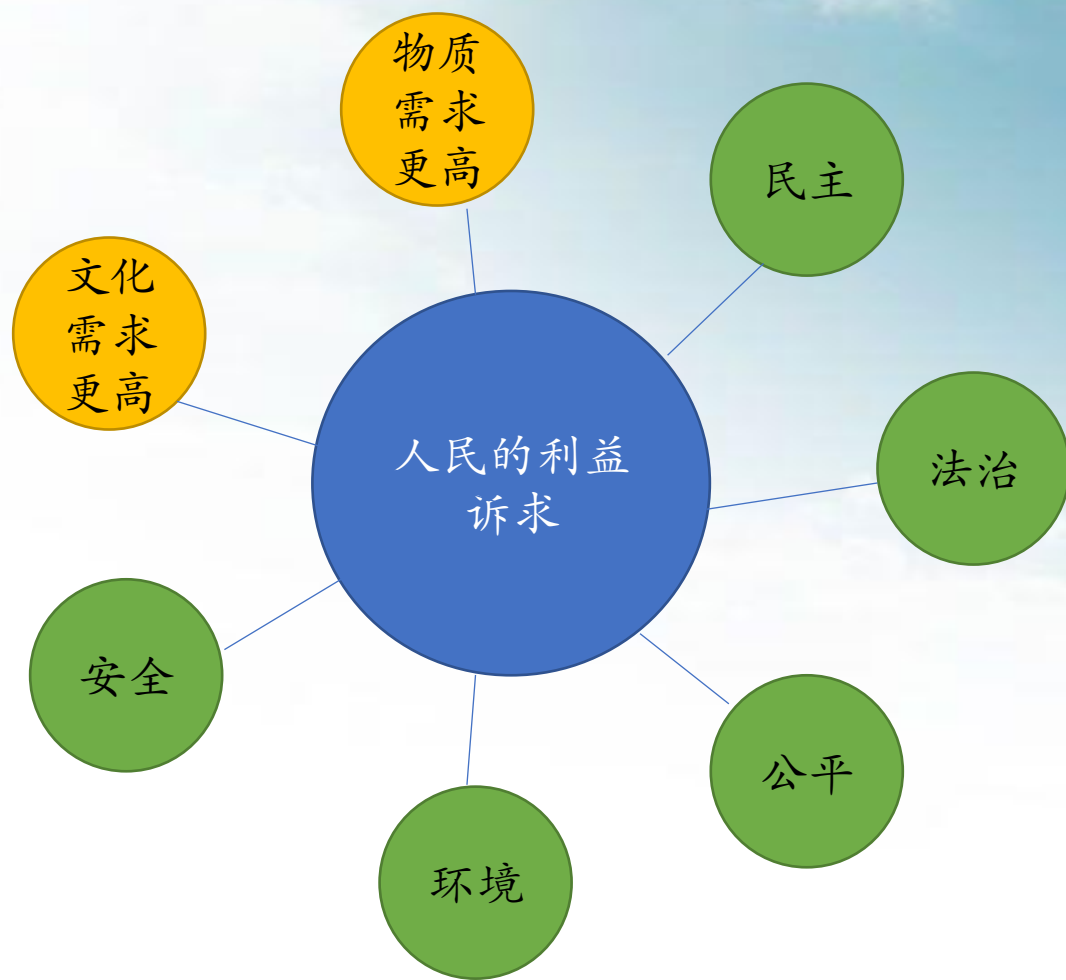 物质
需求
更高
民主
文化
需求
更高
人民的利益
诉求
法治
安全
公平
环境